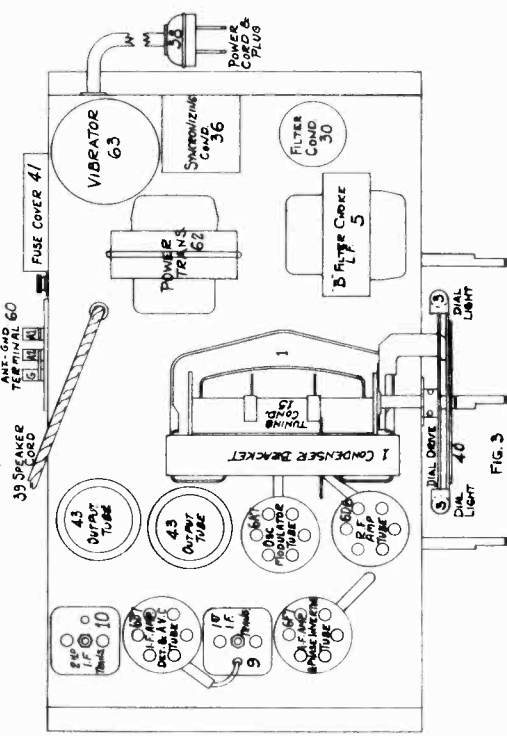 38
POWER
CORD &
PLUG
FUSE COVER 41
VIBRATOR
63
SYNCRONIZING
COND.
36
FILTER
COND.
30
POWER
TRANS.
62
"B" FILTER CHOKE
L.F.
5
ANT-GND
TERMINAL 60
G A2 A1
39 SPEAKER
CORD
1
TUNING
COND.
15
1 CONDENSER BRACKET
3
DIAL
LIGHT
DIAL DRIVE
40
3
DIAL
LIGHT
FIG. 3
43
OUTPUT
TUBE
43
OUTPUT
TUBE
6A7
OSC
MODULATOR
TUBE
6D6
R.F.
AMP
TUBE
2ND
I.F.
TRANS
10
I.F. AMP
DET. & A.V.C
TUBE
1ST
I.F.
TRANS
9
6F7
A.F. AMP
& PHASE INVERTER
TUBE